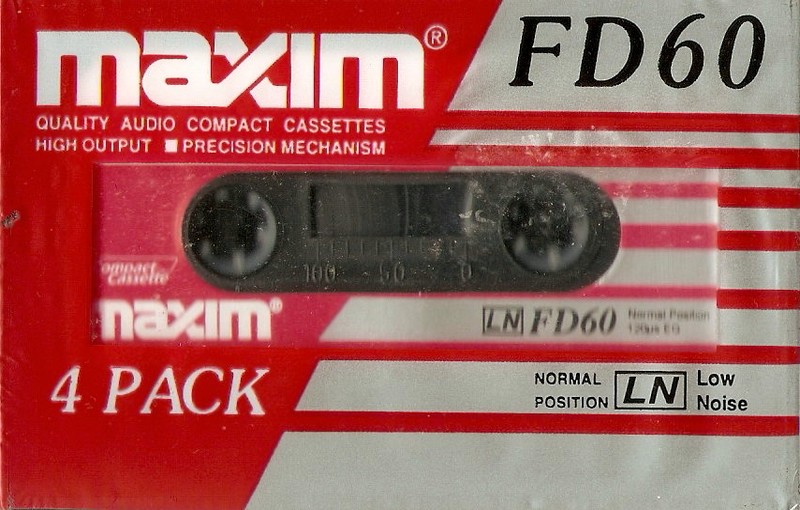 maxim®
FD60
QUALITY AUDIO COMPACT CASSETTES
HIGH OUTPUT ■ PRECISION MECHANISM
ompact
Cassette
100 50 0
maxim®
LN FD60
Normal Position
120µs EQ
4 PACK
NORMAL
POSITION
LN
Low
Noise